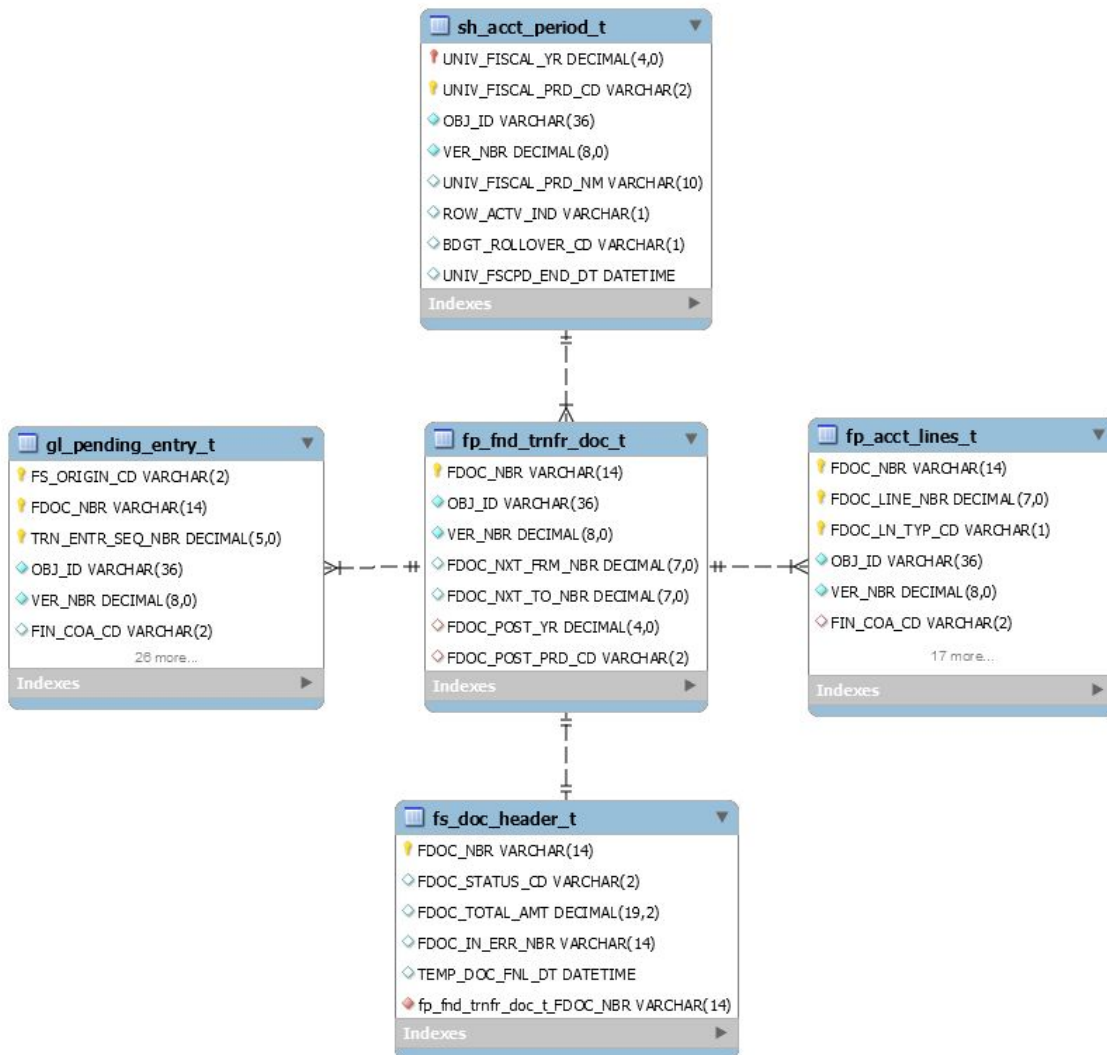 sh_acct_period_t
UNIV_FISCAL_YR DECIMAL(4,0)
UNIV_FISCAL_PRD_CD VARCHAR(2)
OBJ_ID VARCHAR(36)
VER_NBR DECIMAL(8,0)
UNIV_FISCAL_PRD_NM VARCHAR(10)
ROW_ACTV_IND VARCHAR(1)
BDGT_ROLLOVER_CD VARCHAR(1)
UNIV_FSCPD_END_DT DATETIME
Indexes
gl_pending_entry_t
FS_ORIGIN_CD VARCHAR(2)
FDOC_NBR VARCHAR(14)
TRN_ENTR_SEQ_NBR DECIMAL(5,0)
OBJ_ID VARCHAR(36)
VER_NBR DECIMAL(8,0)
FIN_COA_CD VARCHAR(2)
26 more...
Indexes
fp_fnd_trnfr_doc_t
FDOC_NBR VARCHAR(14)
OBJ_ID VARCHAR(36)
VER_NBR DECIMAL(8,0)
FDOC_NXT_FRM_NBR DECIMAL(7,0)
FDOC_NXT_TO_NBR DECIMAL(7,0)
FDOC_POST_YR DECIMAL(4,0)
FDOC_POST_PRD_CD VARCHAR(2)
Indexes
fp_acct_lines_t
FDOC_NBR VARCHAR(14)
FDOC_LINE_NBR DECIMAL(7,0)
FDOC_LN_TYP_CD VARCHAR(1)
OBJ_ID VARCHAR(36)
VER_NBR DECIMAL(8,0)
FIN_COA_CD VARCHAR(2)
17 more...
Indexes
fs_doc_header_t
FDOC_NBR VARCHAR(14)
FDOC_STATUS_CD VARCHAR(2)
FDOC_TOTAL_AMT DECIMAL(19,2)
FDOC_IN_ERR_NBR VARCHAR(14)
TEMP_DOC_FNL_DT DATETIME
fp_fnd_trnfr_doc_t_FDOC_NBR VARCHAR(14)
Indexes